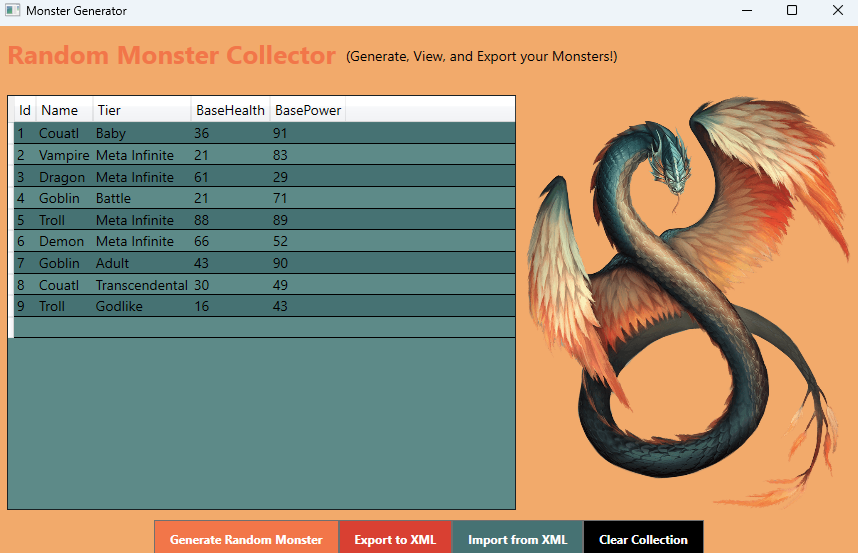 Monster Generator
Random Monster Collector (Generate, View, and Export your Monsters!)
Id Name Tier BaseHealth BasePower
1 Couatl Baby 36 91
2 Vampire Meta Infinite 21 83
3 Dragon Meta Infinite 61 29
4 Goblin Battle 21 71
5 Troll Meta Infinite 88 89
6 Demon Meta Infinite 66 52
7 Goblin Adult 43 90
8 Couatl Transcendental 30 49
9 Troll Godlike 16 43
Generate Random Monster Export to XML Import from XML Clear Collection